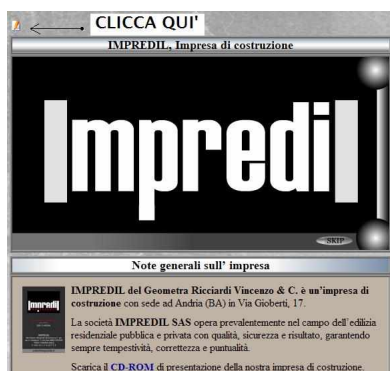 CLICCA QUI'
IMPREDIL, Impresa di costruzione
Impredil
SKIP
Note generali sull' impresa
Impredil
IMPREDIL del Geometra Ricciardi Vincenzo & C. è un'impresa di
costruzione con sede ad Andria (BA) in Via Gioberti, 17.
La società IMPREDIL SAS opera prevalentemente nel campo dell'edilizia
residenziale pubblica e privata con qualità, sicurezza e risultato, garantendo
sempre tempestività, correttezza e puntualità.
Scarica il CD-ROM di presentazione della nostra impresa di costruzione.